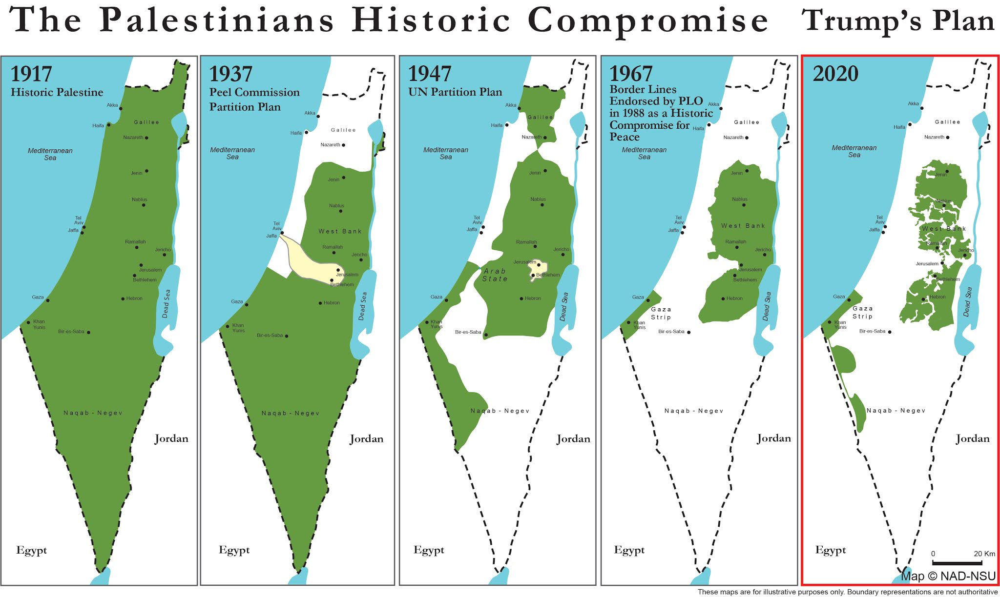 The Palestinians Historic Compromise
Trump's Plan
1917
Historic Palestine
Akka
Galilee
Haifa
Nazareth
Mediterranean
Sea
Jenin
Nablus
Tel
Aviv
Jaffa
Ramallah
Jericho
Jerusalem
Bethlehem
Gaza
Hebron
Dead Sea
Khan
Yunis
Bir-es-Saba
Naqab - Negev
Jordan
Egypt
1937
Peel Commission
Partition Plan
Akka
Galilee
Haifa
Nazareth
Mediterranean
Sea
Jenin
Nablus
Tel
Aviv
Jaffa
West Bank
Ramallah
Jericho
Jerusalem
Bethlehem
Gaza
Hebron
Dead Sea
Khan
Yunis
Bir-es-Saba
Naqab - Negev
Jordan
Egypt
1947
UN Partition Plan
Akka
Galilee
Haifa
Nazareth
Mediterranean
Sea
Jenin
Nablus
Tel
Aviv
Jaffa
Ramallah
Jericho
Jerusalem
Arab
State
Bethlehem
Gaza
Hebron
Dead Sea
Khan
Yunis
Bir-es-Saba
Naqab - Negev
Jordan
Egypt
1967
Border Lines
Endorsed by PLO
in 1988 as a Historic
Compromise for
Peace
Akka
Galilee
Haifa
Nazareth
Mediterranean
Sea
Jenin
Nablus
Tel
Aviv
Jaffa
West Bank
Ramallah
Jericho
Jerusalem
Bethlehem
Gaza
Hebron
Gaza
Strip
Dead Sea
Khan
Yunis
Bir-es-Saba
Naqab - Negev
Jordan
Egypt
2020
Akka
Galilee
Haifa
Nazareth
Mediterranean
Sea
Jenin
Nablus
Tel
Aviv
Jaffa
West Bank
Ramallah
Jericho
Jerusalem
Bethlehem
Gaza
Hebron
Gaza
Strip
Dead Sea
Khan
Yunis
Bir-es-Saba
Naqab - Negev
Jordan
Egypt
0 20 Km
Map © NAD-NSU
These maps are for illustrative purposes only. Boundary representations are not authoritative